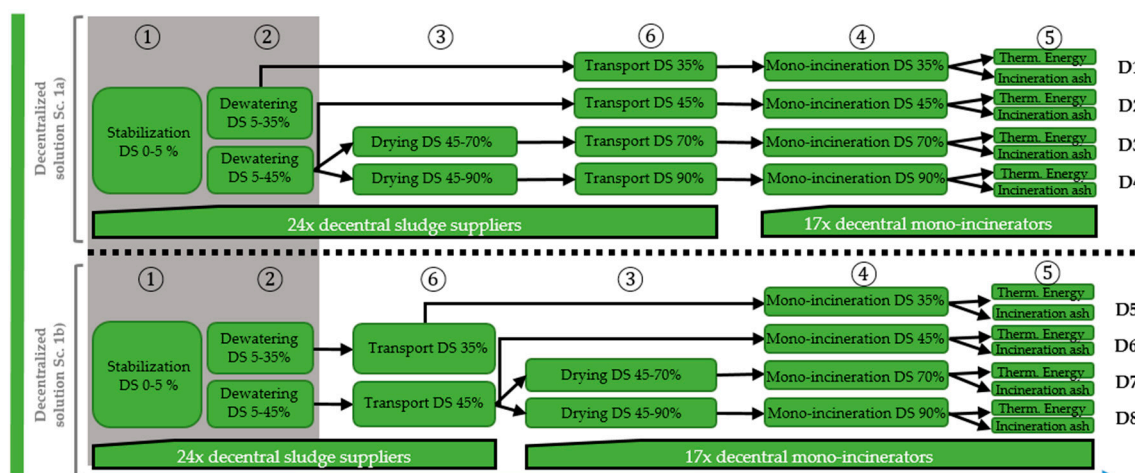 Decentralized
solution Sc. 1a)
① ② ③ ⑥ ④ ⑤
Stabilization
DS 0-5 %
Dewatering
DS 5-35%
Dewatering
DS 5-45%
Drying DS 45-70%
Drying DS 45-90%
Transport DS 35%
Transport DS 45%
Transport DS 70%
Transport DS 90%
Mono-incineration DS 35%
Mono-incineration DS 45%
Mono-incineration DS 70%
Mono-incineration DS 90%
Therm. Energy
Incineration ash
D1
Therm. Energy
Incineration ash
D2
Therm. Energy
Incineration ash
D3
Therm. Energy
Incineration ash
D4
24x decentral sludge suppliers
17x decentral mono-incinerators
Decentralized
solution Sc. 1b)
① ② ⑥ ③ ④ ⑤
Stabilization
DS 0-5 %
Dewatering
DS 5-35%
Dewatering
DS 5-45%
Transport DS 35%
Transport DS 45%
Drying DS 45-70%
Drying DS 45-90%
Mono-incineration DS 35%
Mono-incineration DS 45%
Mono-incineration DS 70%
Mono-incineration DS 90%
Therm. Energy
Incineration ash
D5
Therm. Energy
Incineration ash
D6
Therm. Energy
Incineration ash
D7
Therm. Energy
Incineration ash
D8
24x decentral sludge suppliers
17x decentral mono-incinerators